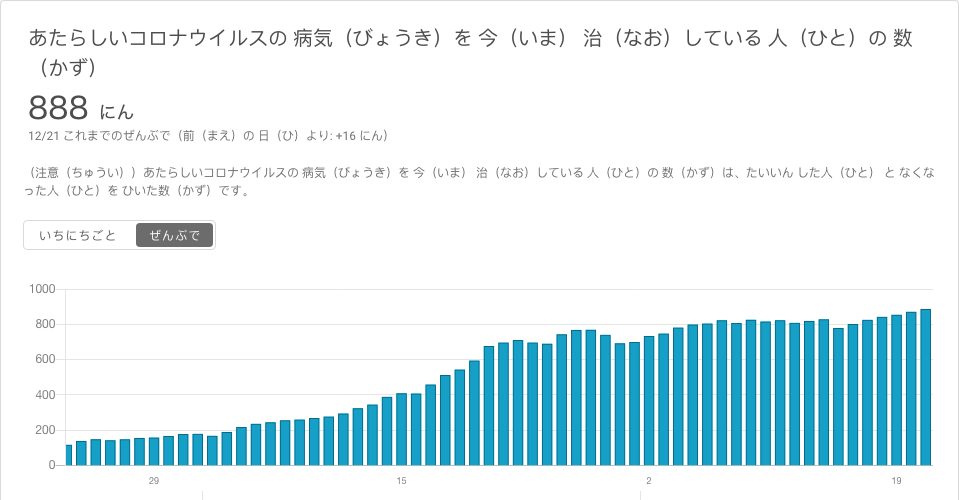 あたらしいコロナウイルスの 病気（びょうき）を 今（いま） 治（なお）している 人（ひと）の 数
（かず）
888 にん
12/21 これまでのぜんぶで（前（まえ）の 日（ひ）より: +16 にん）
（注意（ちゅうい））あたらしいコロナウイルスの 病気（びょうき）を 今（いま） 治（なお）している 人（ひと）の 数（かず）は、たいいん した人（ひと） と なくな
った人（ひと）を ひいた数（かず）です。
いちにちごと ぜんぶで
1000
800
600
400
200
0
29 15 2 19